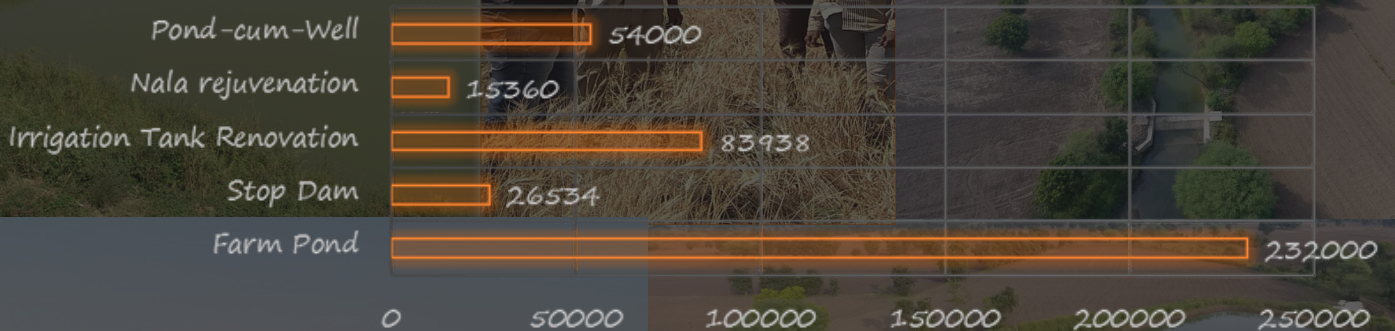 Pond-cum-Well 54000
Nala rejuvenation 15360
Irrigation Tank Renovation 83938
Stop Dam 26534
Farm Pond 232000
0 50000 100000 150000 200000 250000